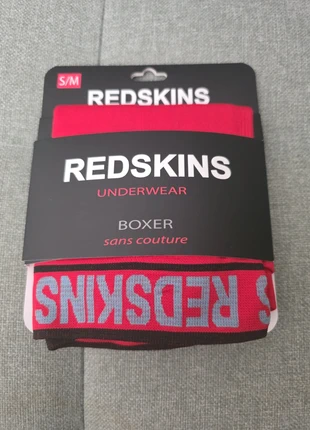 S/M
REDSKINS
REDSKINS
UNDERWEAR
BOXER
sans couture
S REDSKINS